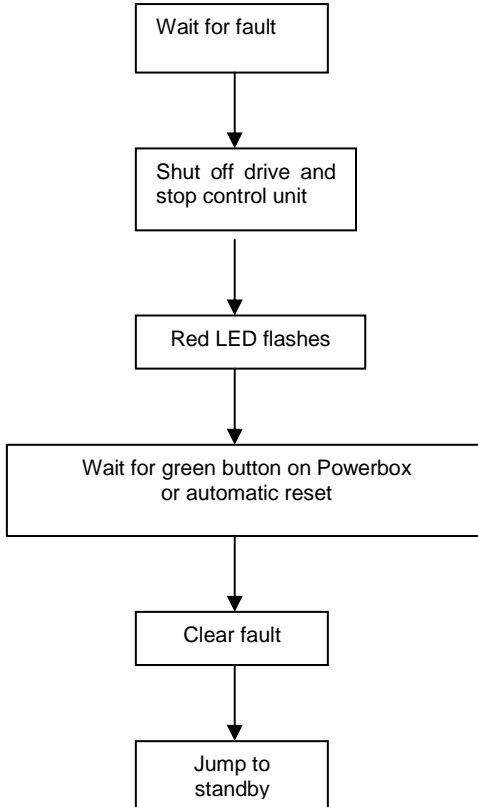 Wait for fault
Shut off drive and
stop control unit
Red LED flashes
Wait for green button on Powerbox
or automatic reset
Clear fault
Jump to
standby